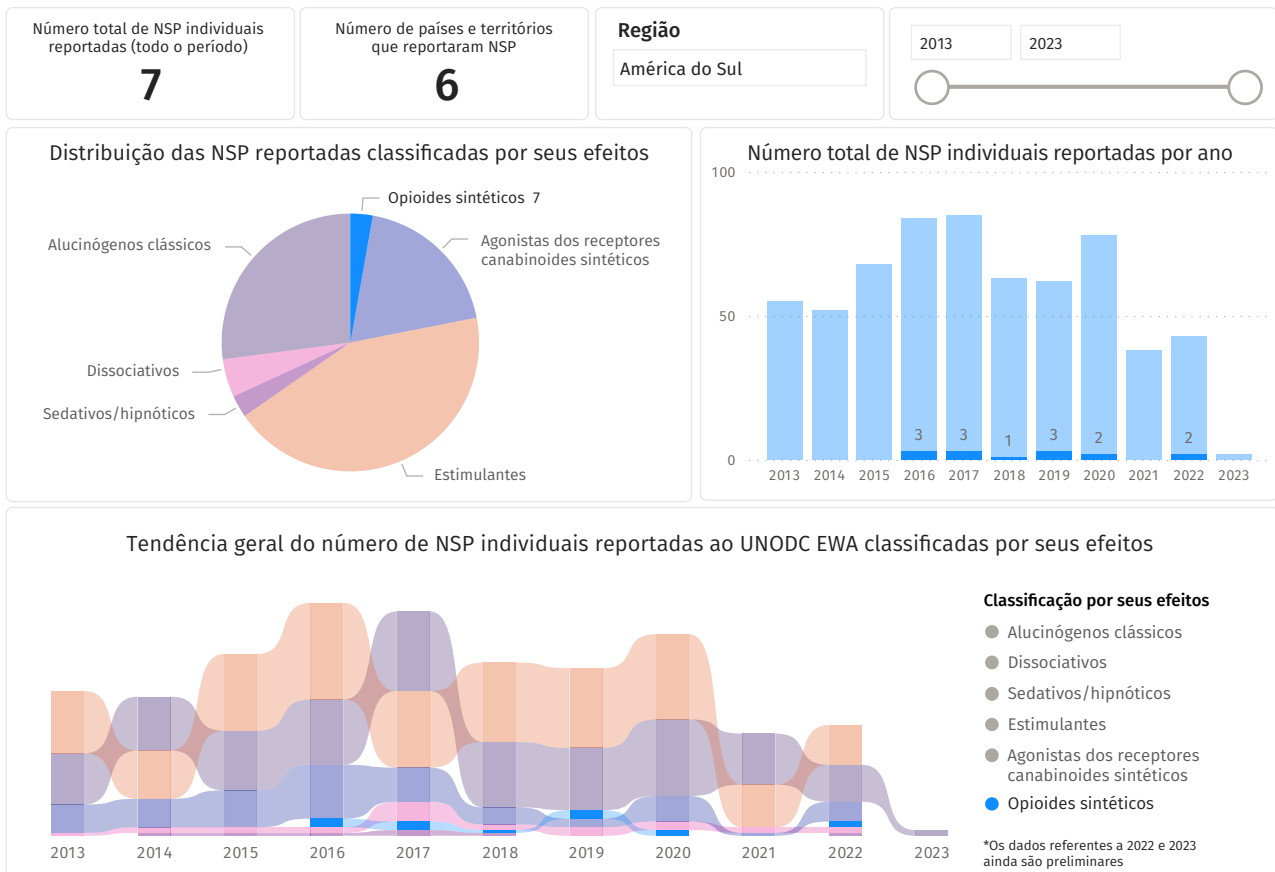 Número total de NSP individuais
reportadas (todo o período)
7
Número de países e territórios
que reportaram NSP
6
Região
América do Sul
2013
2023
Distribuição das NSP reportadas classificadas por seus efeitos
Opioides sintéticos 7
Agonistas dos receptores
canabinoides sintéticos
Alucinógenos clássicos
Dissociativos
Sedativos/hipnóticos
Estimulantes
Número total de NSP individuais reportadas por ano
100
50
0
3
3
1
3
2
2
2013
2014
2015
2016
2017
2018
2019
2020
2021
2022
2023
Tendência geral do número de NSP individuais reportadas ao UNODC EWA classificadas por seus efeitos
2013
2014
2015
2016
2017
2018
2019
2020
2021
2022
2023
Classificação por seus efeitos
Alucinógenos clássicos
Dissociativos
Sedativos/hipnóticos
Estimulantes
Agonistas dos receptores
canabinoides sintéticos
Opioides sintéticos
*Os dados referentes a 2022 e 2023
ainda são preliminares